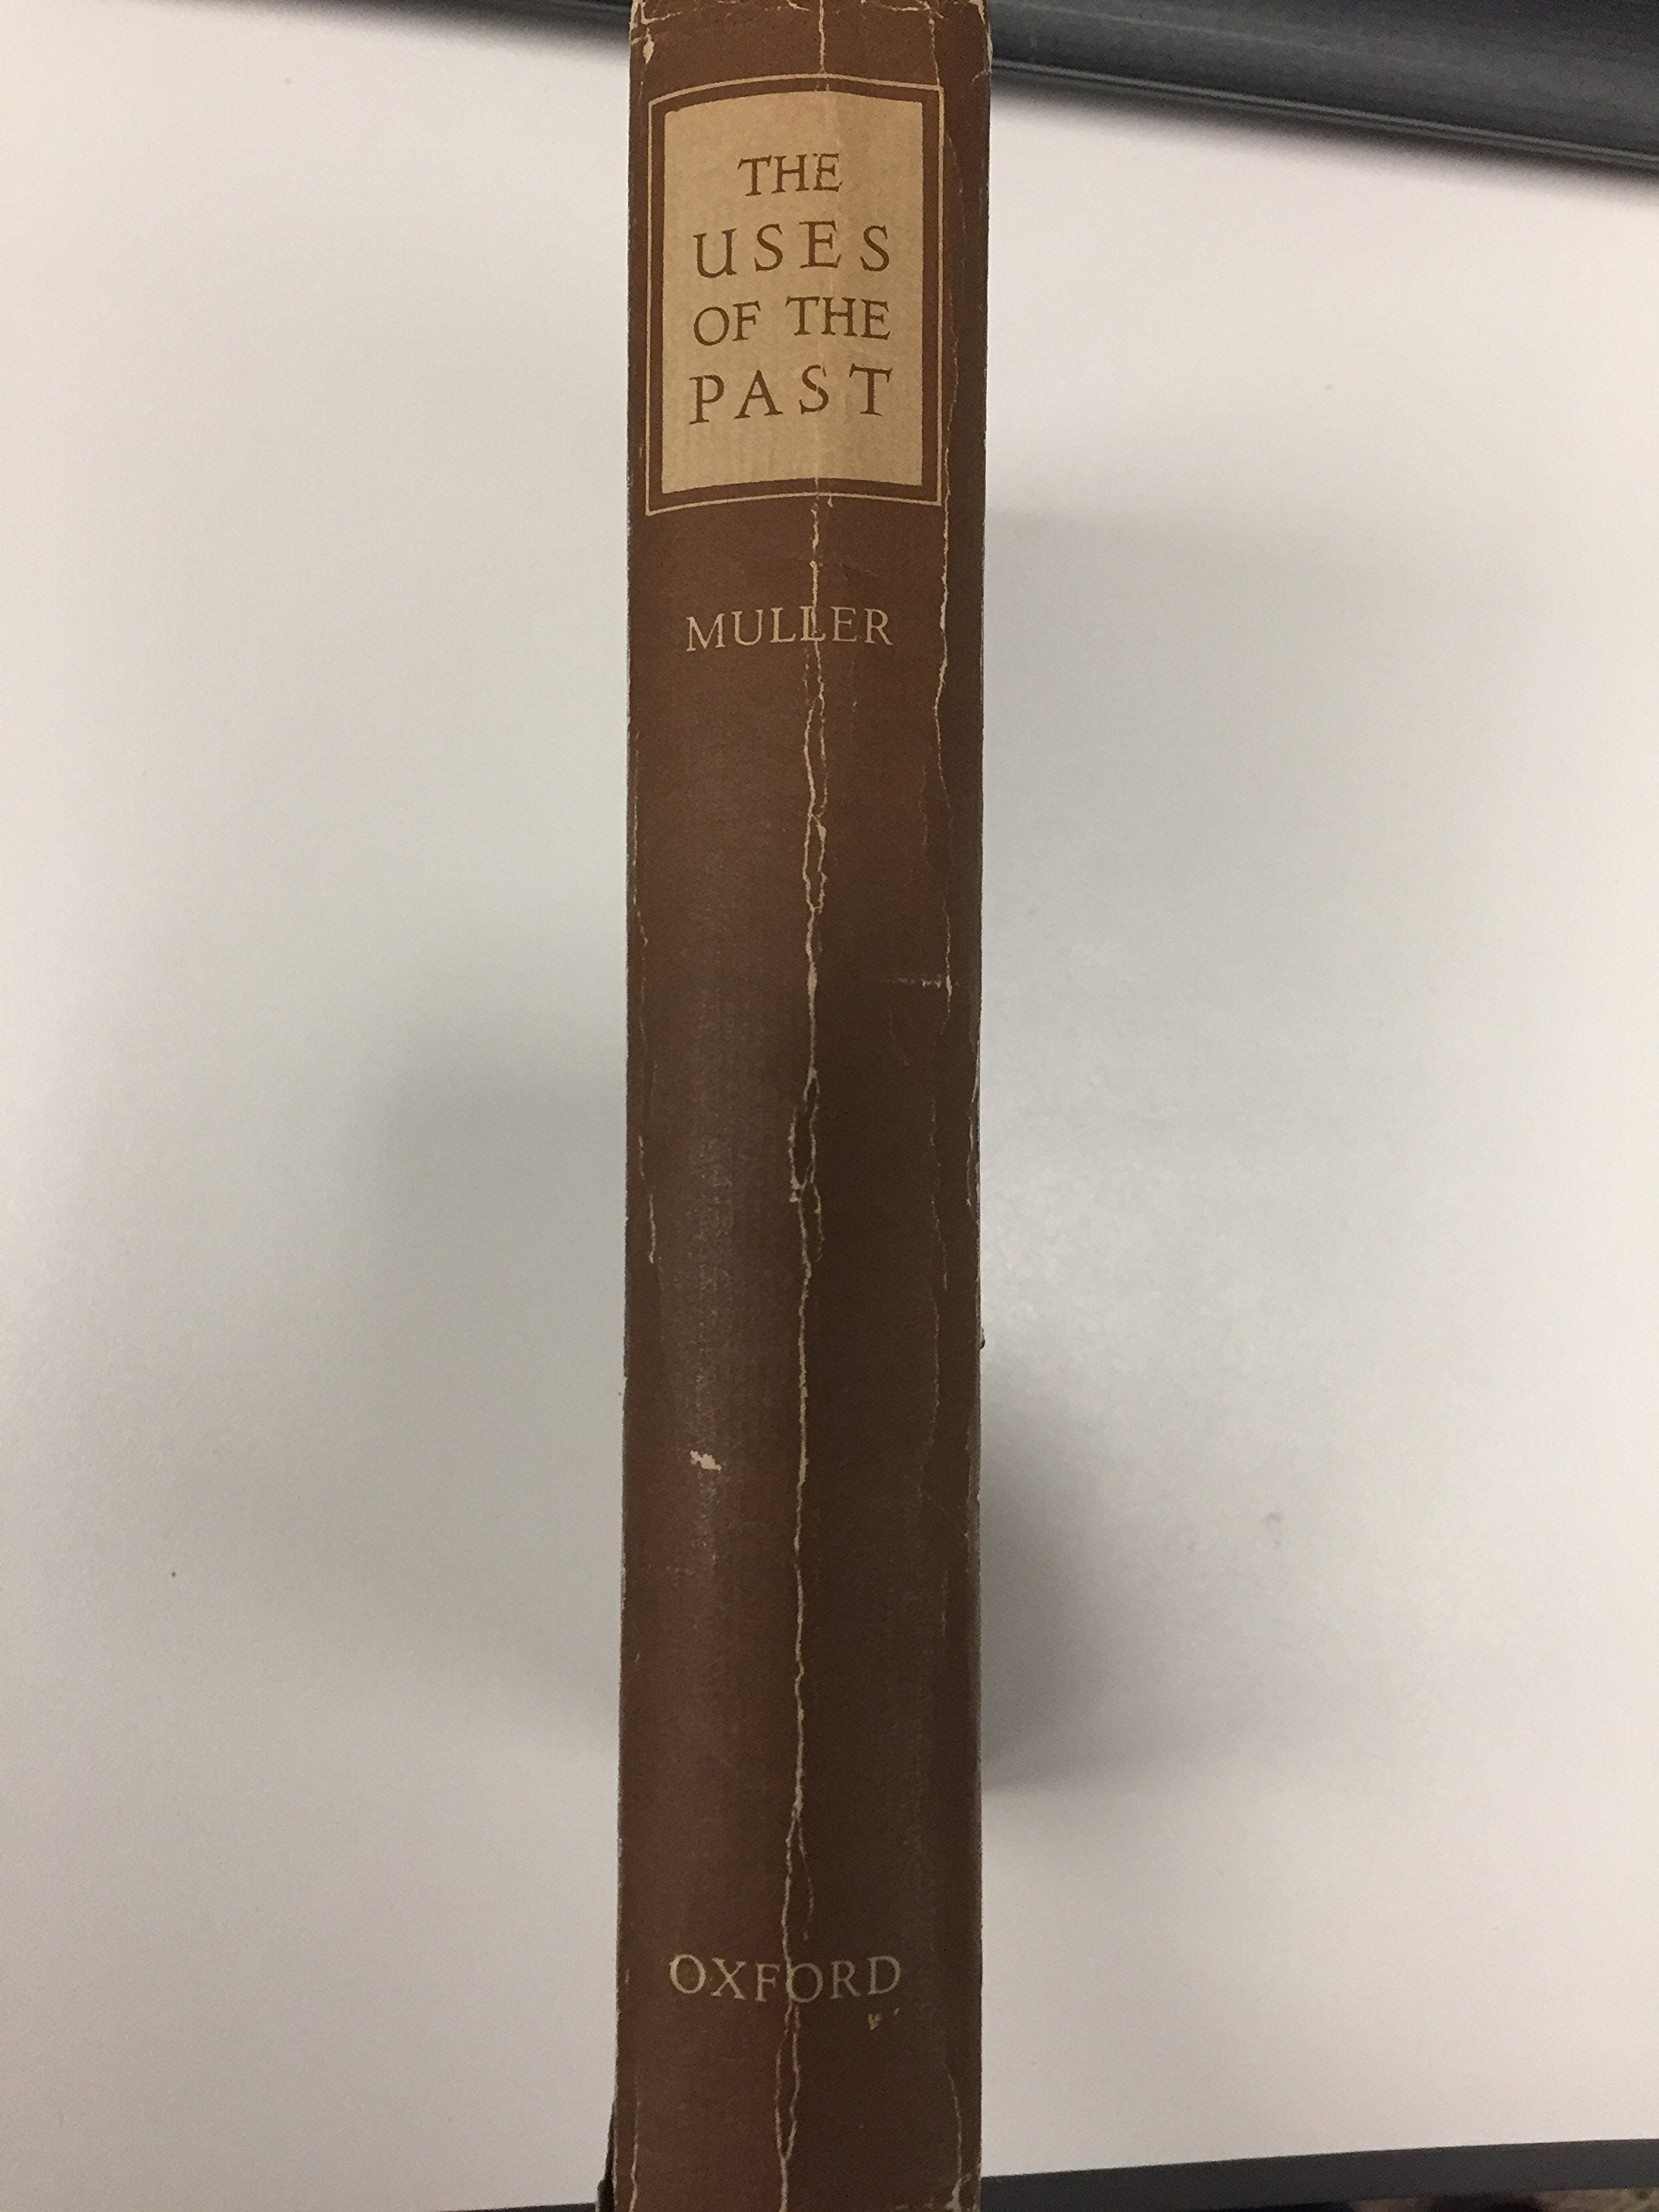 THE
USES
OF THE
PAST
MULLER
OXFORD